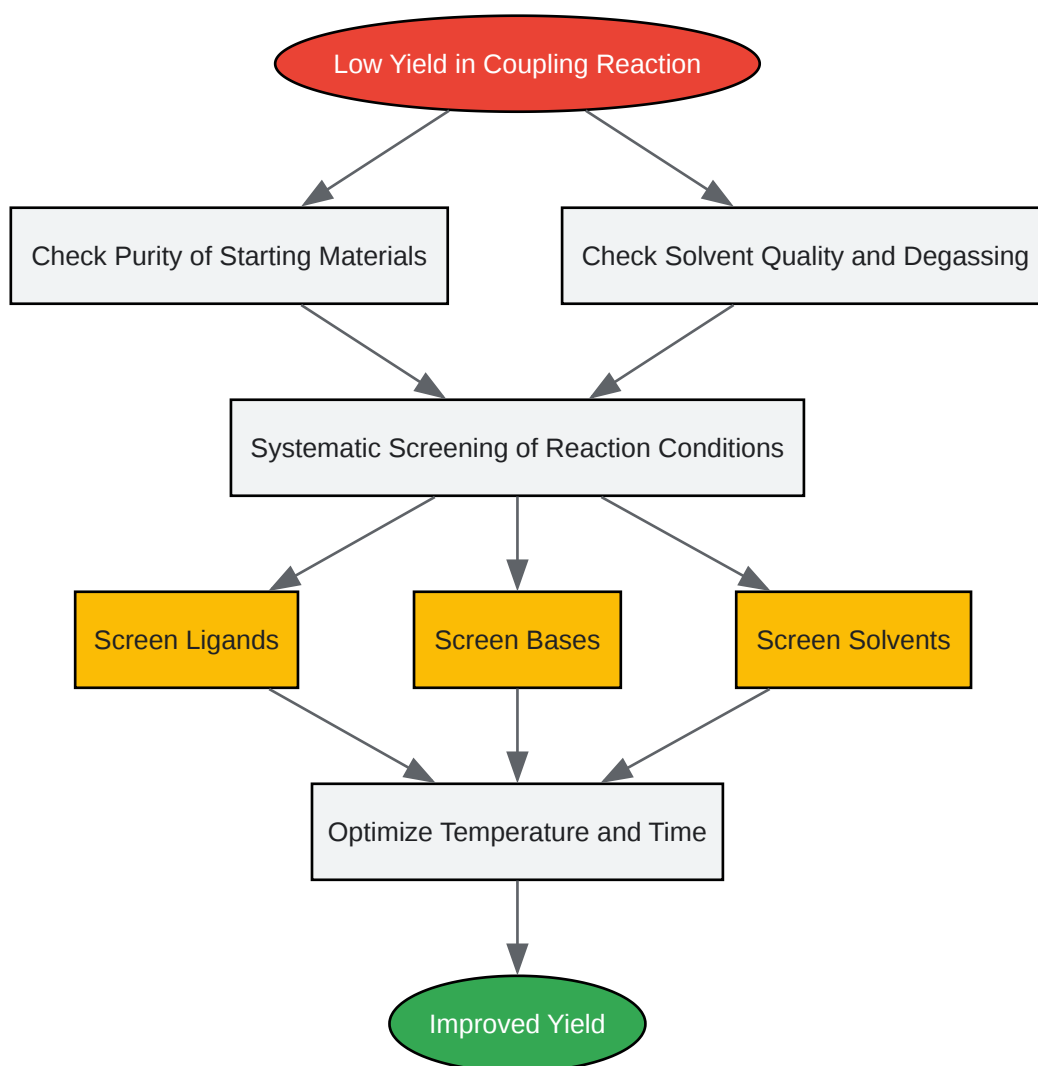 Low Yield in Coupling Reaction
Check Purity of Starting Materials
Check Solvent Quality and Degassing
Systematic Screening of Reaction Conditions
Screen Ligands
Screen Bases
Screen Solvents
Optimize Temperature and Time
Improved Yield